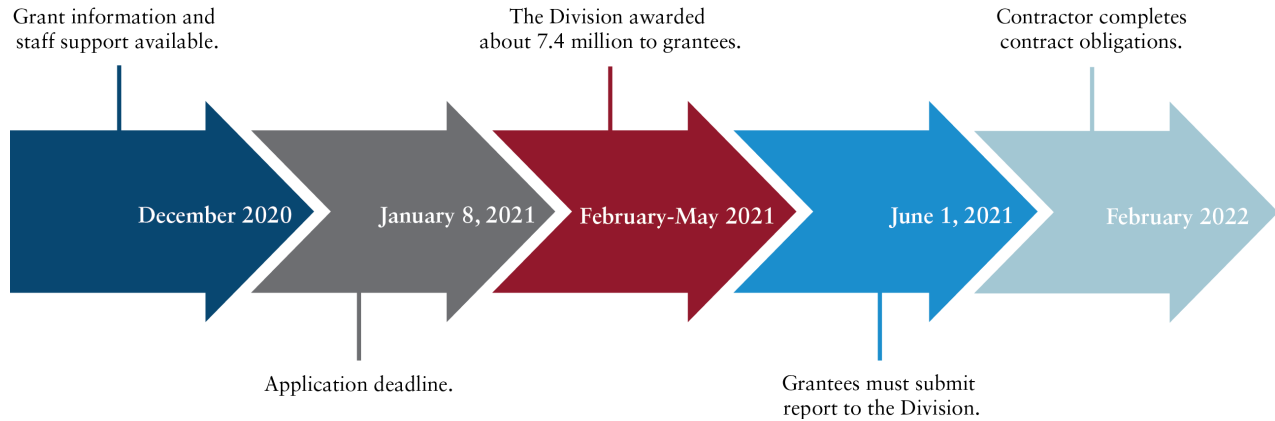 Grant information and
staff support available.
The Division awarded
about 7.4 million to grantees.
Contractor completes
contract obligations.
December 2020
January 8, 2021
February-May 2021
June 1, 2021
February 2022
Application deadline.
Grantees must submit
report to the Division.